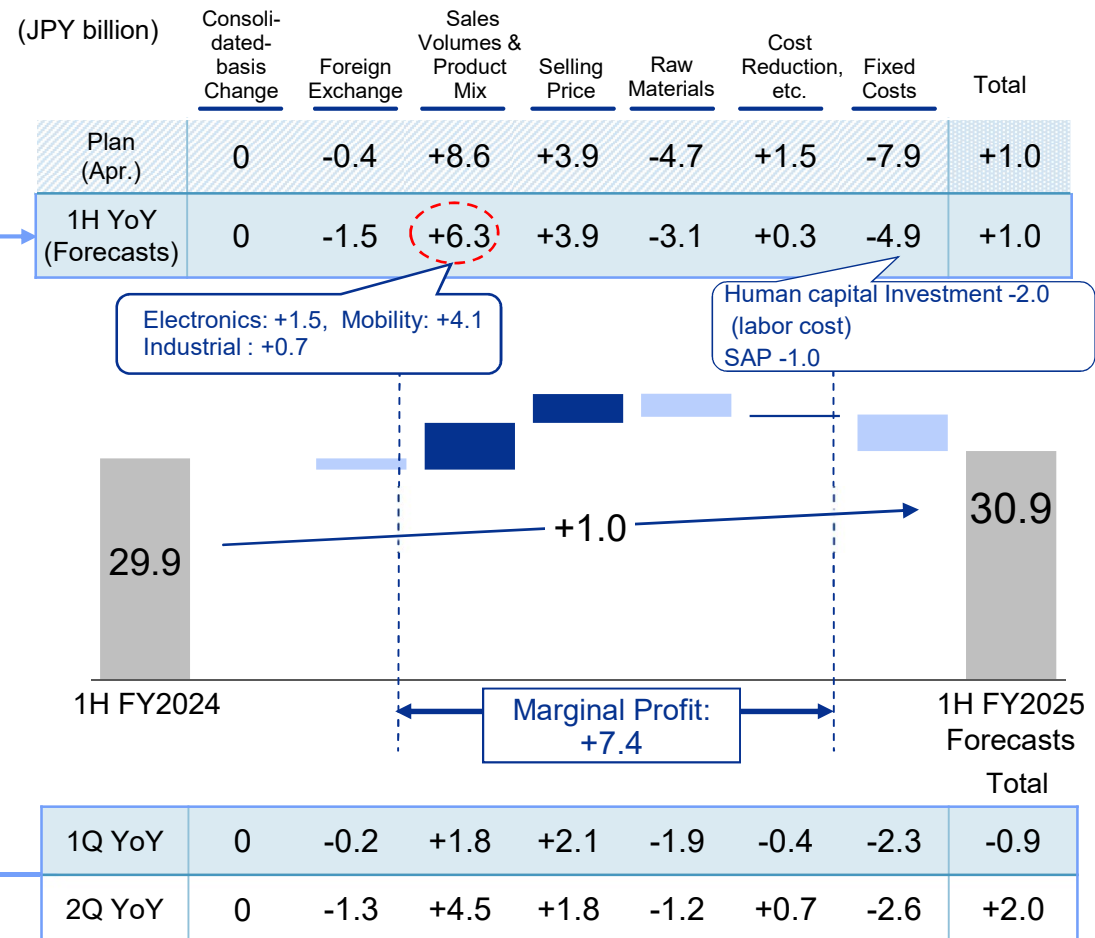 (JPY billion)
Consoli-
dated-
basis
Change
Foreign
Exchange
Sales
Volumes &
Product
Mix
Selling
Price
Raw
Materials
Cost
Reduction,
etc.
Fixed
Costs
Total
Plan
(Apr.)
0 -0.4 +8.6 +3.9 -4.7 +1.5 -7.9 +1.0
1H YoY
(Forecasts)
0 -1.5 +6.3 +3.9 -3.1 +0.3 -4.9 +1.0
Electronics: +1.5, Mobility: +4.1
Industrial : +0.7
Human capital Investment -2.0
(labor cost)
SAP -1.0
29.9
+1.0
30.9
1H FY2024
Marginal Profit:
+7.4
1H FY2025
Forecasts
Total
1Q YoY 0 -0.2 +1.8 +2.1 -1.9 -0.4 -2.3 -0.9
2Q YoY 0 -1.3 +4.5 +1.8 -1.2 +0.7 -2.6 +2.0